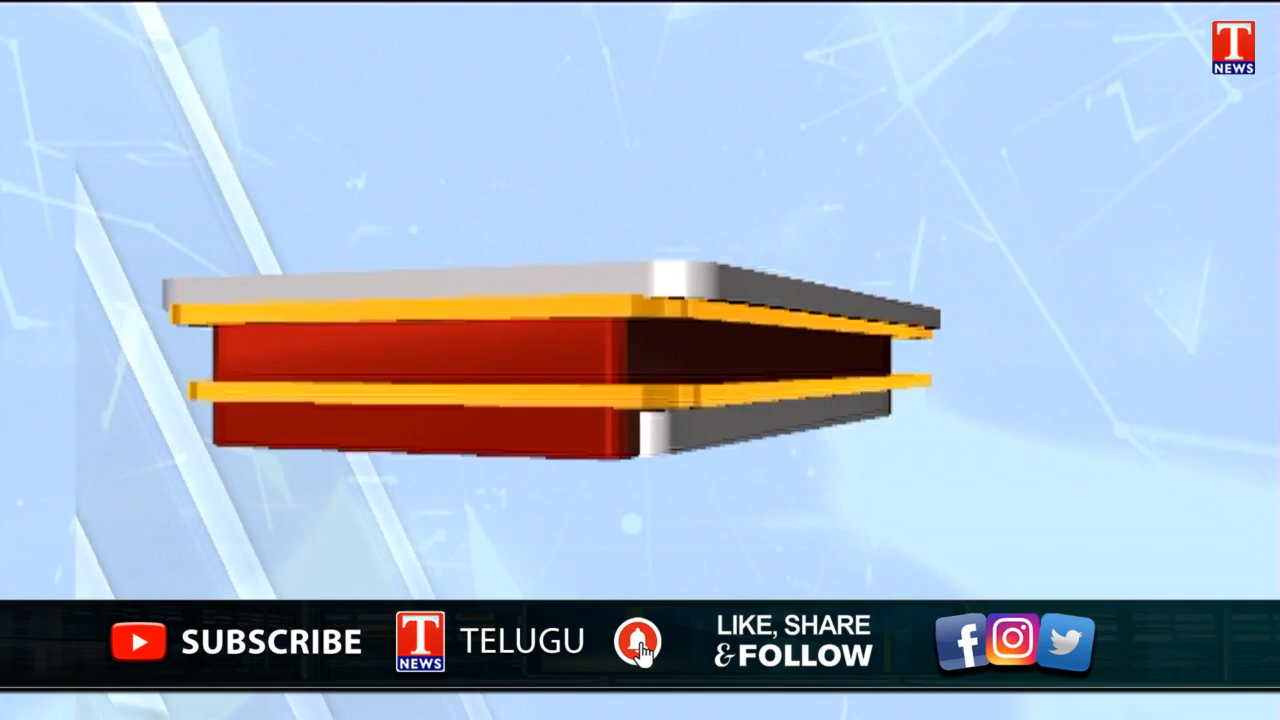 T
NEWS
SUBSCRIBE
T
NEWS
TELUGU
LIKE, SHARE
& FOLLOW